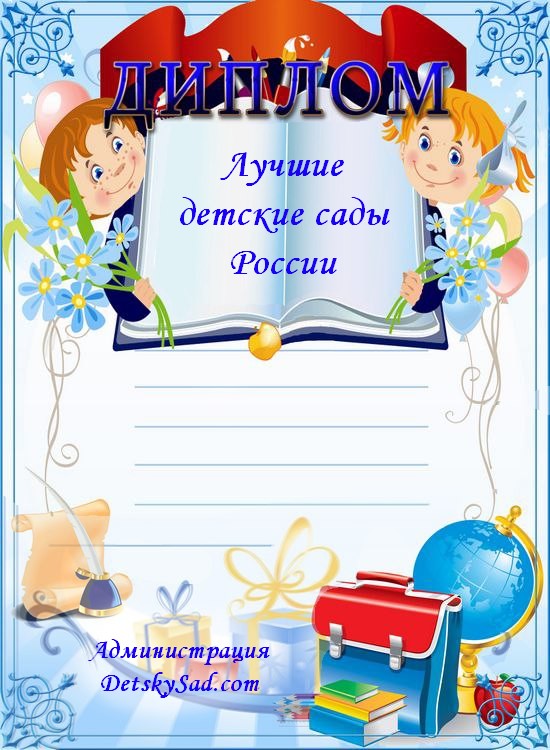 ДИПЛОМ
Лучшие
детские сады
России
Администрация
DetskySad.com